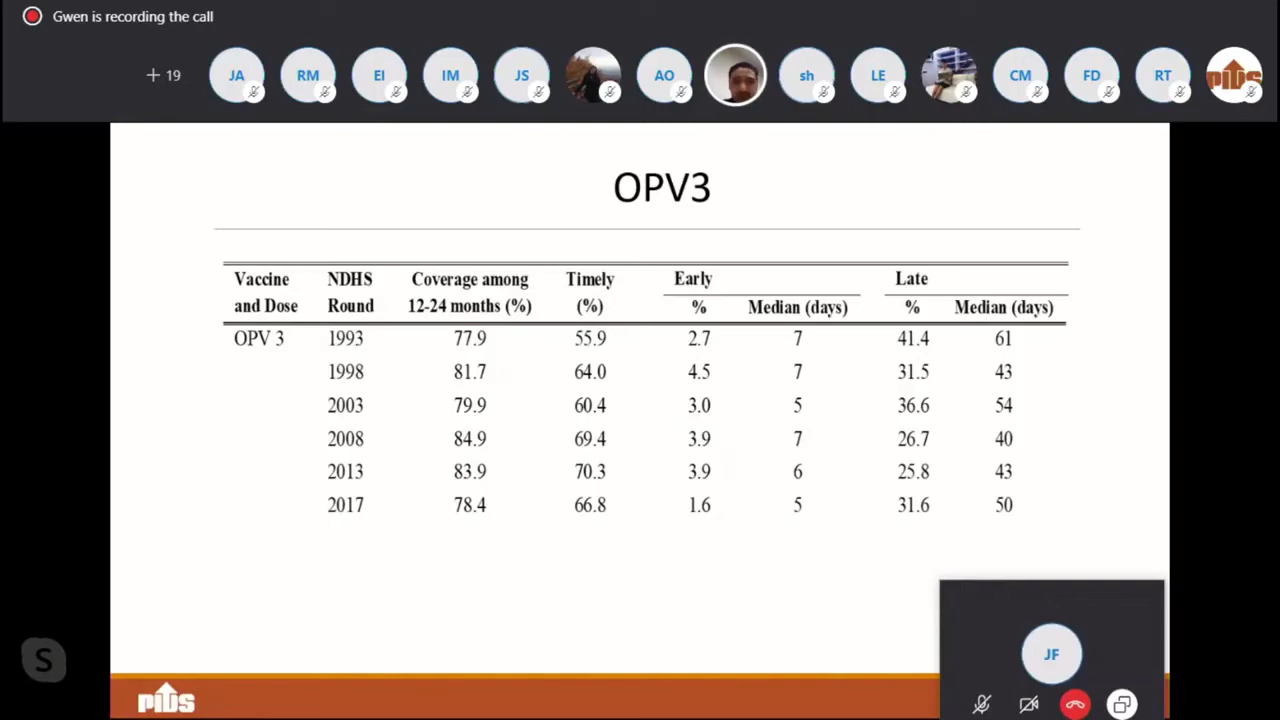 Gwen is recording the call
+ 19
JA
RM
EI
IM
JS
AO
sh
LE
CM
FD
RT
PIDS
OPV3
Vaccine and Dose NDHS Round Coverage among 12-24 months (%) Timely (%) Early Late
% Median (days) % Median (days)
OPV 3 1993 77.9 55.9 2.7 7 41.4 61
1998 81.7 64.0 4.5 7 31.5 43
2003 79.9 60.4 3.0 5 36.6 54
2008 84.9 69.4 3.9 7 26.7 40
2013 83.9 70.3 3.9 6 25.8 43
2017 78.4 66.8 1.6 5 31.6 50
JF
S
PIDS